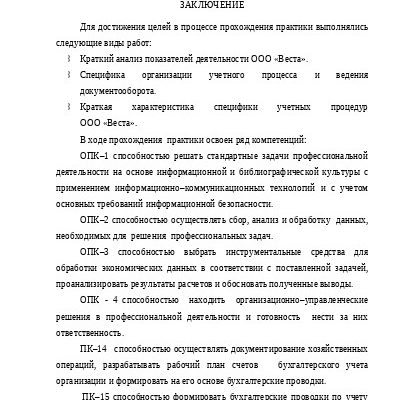 ЗАКЛЮЧЕНИЕ
Для достижения целей в процессе прохождения практики выполнялись
следующие виды работ:
Краткий анализ показателей деятельности ООО «Веста».
Специфика организации учетного процесса и ведения
документооборота.
Краткая характеристика специфики учетных процедур
ООО «Веста».
В ходе прохождения практики освоен ряд компетенций:
ОПК–1 способностью решать стандартные задачи профессиональной
деятельности на основе информационной и библиографической культуры с
применением информационно–коммуникационных технологий и с учетом
основных требований информационной безопасности.
ОПК–2 способностью осуществлять сбор, анализ и обработку данных,
необходимых для решения профессиональных задач.
ОПК–3 способностью выбрать инструментальные средства для
обработки экономических данных в соответствии с поставленной задачей,
проанализировать результаты расчетов и обосновать полученные выводы.
ОПК - 4 способностью находить организационно–управленческие
решения в профессиональной деятельности и готовность нести за них
ответственность.
ПК–14 способностью осуществлять документирование хозяйственных
операций, разрабатывать рабочий план счетов бухгалтерского учета
организации и формировать на его основе бухгалтерские проводки.
ПК–15 способностью формировать бухгалтерские проводки по учету